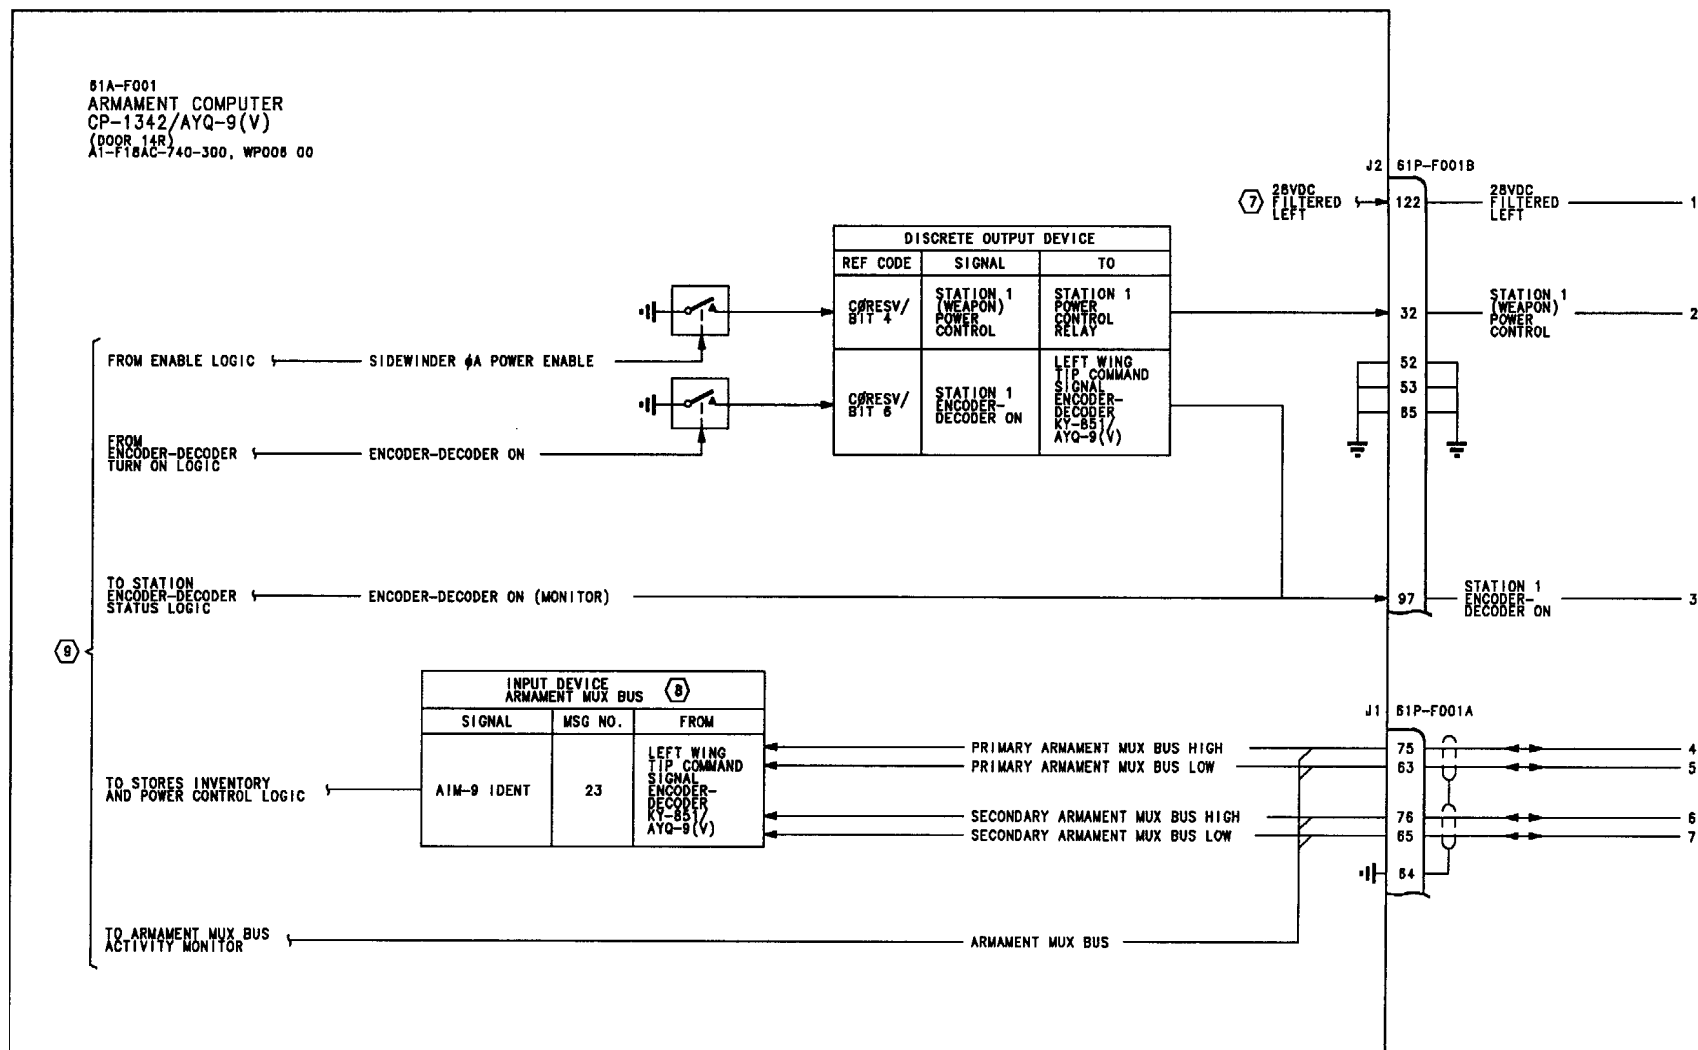 61A-F001
ARMAMENT COMPUTER
CP-1342/AYQ-9(V)
(DOOR 14R)
A1-F18AC-740-300, WP006 00
J2 61P-F001B
7
28VDC
FILTERED
LEFT
122
28VDC
FILTERED
LEFT
1
DISCRETE OUTPUT DEVICE
REF CODE SIGNAL TO
CØRESV/
BIT 4
STATION 1
(WEAPON)
POWER
CONTROL
STATION 1
POWER
CONTROL
RELAY
32
STATION 1
(WEAPON)
POWER
CONTROL
2
FROM ENABLE LOGIC
SIDEWINDER ϕA POWER ENABLE
52
53
65
CØRESV/
BIT 6
STATION 1
ENCODER-
DECODER ON
LEFT WING
TIP COMMAND
SIGNAL
ENCODER-
DECODER
KY-851/
AYQ-9(V)
FROM
ENCODER-DECODER
TURN ON LOGIC
ENCODER-DECODER ON
TO STATION
ENCODER-DECODER
STATUS LOGIC
ENCODER-DECODER ON (MONITOR)
97
STATION 1
ENCODER-
DECODER ON
3
9
INPUT DEVICE
ARMAMENT MUX BUS
8
SIGNAL MSG NO. FROM
TO STORES INVENTORY
AND POWER CONTROL LOGIC
AIM-9 IDENT
23
LEFT WING
TIP COMMAND
SIGNAL
ENCODER-
DECODER
KY-851/
AYQ-9(V)
J1 61P-F001A
PRIMARY ARMAMENT MUX BUS HIGH 75 4
PRIMARY ARMAMENT MUX BUS LOW 63 5
SECONDARY ARMAMENT MUX BUS HIGH 76 6
SECONDARY ARMAMENT MUX BUS LOW 65 7
64
TO ARMAMENT MUX BUS
ACTIVITY MONITOR
ARMAMENT MUX BUS